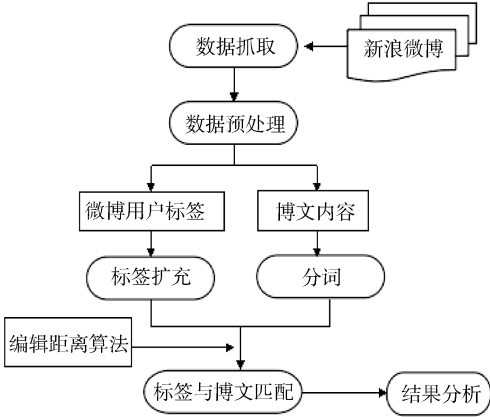 数据抓取
新浪微博
数据预处理
微博用户标签
博文内容
标签扩充
分词
编辑距离算法
标签与博文匹配
结果分析